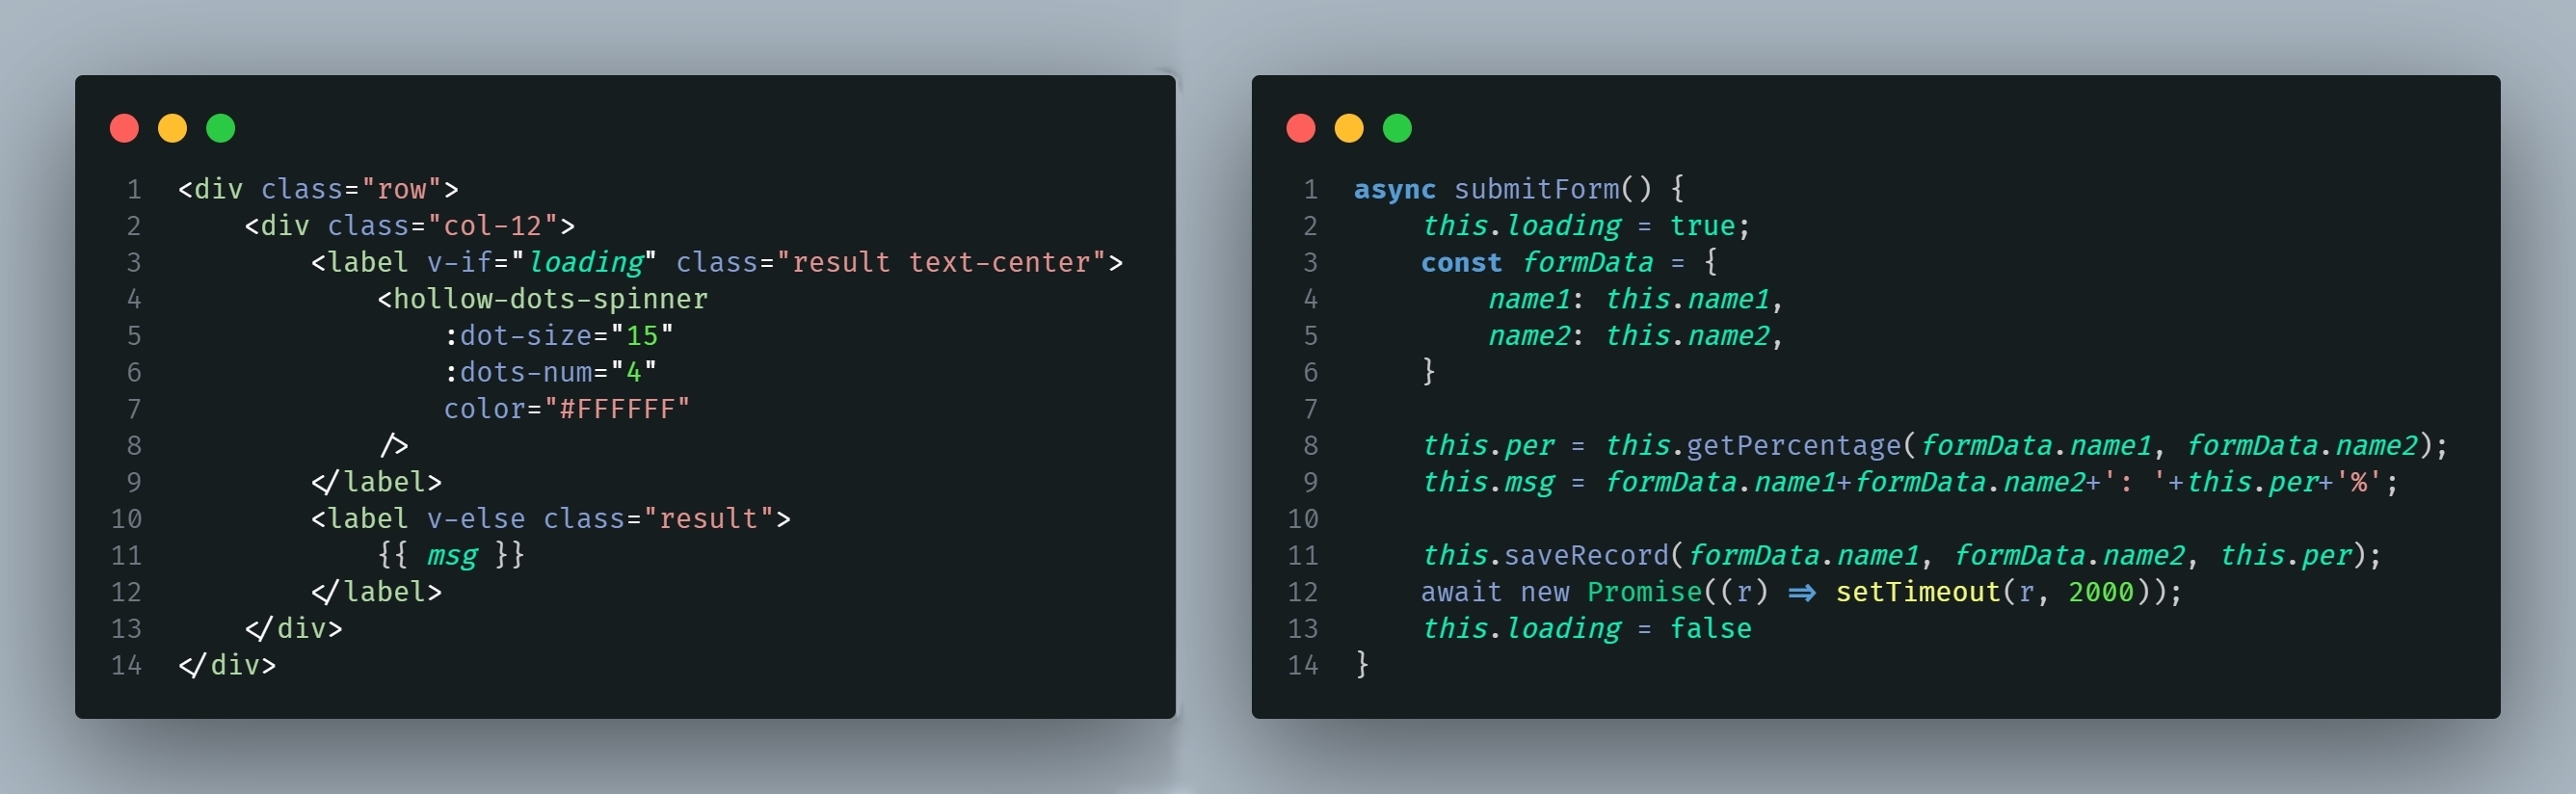 1 <div class="row">
2     <div class="col-12">
3         <label v-if="loading" class="result text-center">
4             <hollow-dots-spinner
5                 :dot-size="15"
6                 :dots-num="4"
7                 color="#FFFFFF"
8             />
9         </label>
10         <label v-else class="result">
11             {{ msg }}
12         </label>
13     </div>
14 </div>
1 async submitForm() {
2     this.loading = true;
3     const formData = {
4         name1: this.name1,
5         name2: this.name2,
6     }
7
8     this.per = this.getPercentage(formData.name1, formData.name2);
9     this.msg = formData.name1+formData.name2+': '+this.per+'%';
10
11     this.saveRecord(formData.name1, formData.name2, this.per);
12     await new Promise((r) => setTimeout(r, 2000));
13     this.loading = false
14 }